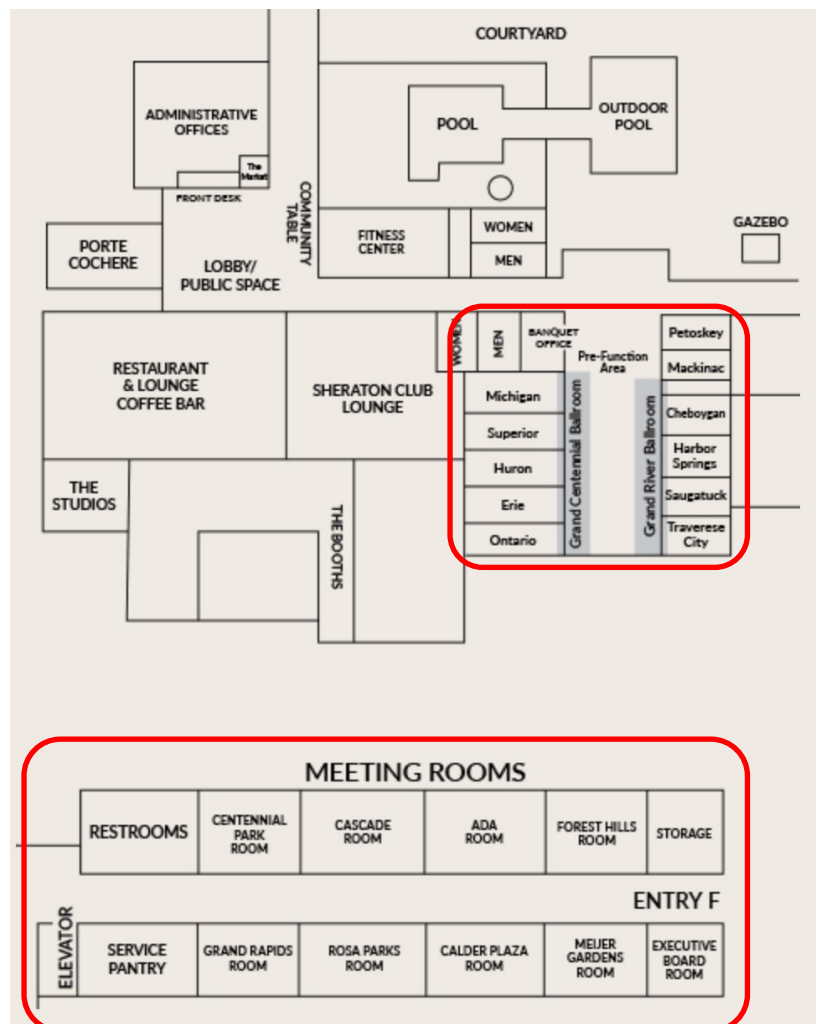 COURTYARD
ADMINISTRATIVE
OFFICES
The
Market
FRONT DESK
POOL
OUTDOOR
POOL
COMMUNITY
TABLE
FITNESS
CENTER
WOMEN
MEN
GAZEBO
PORTE
COCHERE
LOBBY/
PUBLIC SPACE
RESTAURANT
& LOUNGE
COFFEE BAR
SHERATON CLUB
LOUNGE
WOMEN
MEN
BANQUET
OFFICE
Pre-Function
Area
Petoskey
Mackinac
Cheboygan
Harbor
Springs
Saugatuck
Traverese
City
Michigan
Superior
Huron
Erie
Ontario
Grand Centennial Ballroom
Grand River Ballroom
THE
STUDIOS
THE BOOTHS
MEETING ROOMS
RESTROOMS
CENTENNIAL
PARK
ROOM
CASCADE
ROOM
ADA
ROOM
FOREST HILLS
ROOM
STORAGE
ENTRY F
ELEVATOR
SERVICE
PANTRY
GRAND RAPIDS
ROOM
ROSA PARKS
ROOM
CALDER PLAZA
ROOM
MEIJER
GARDENS
ROOM
EXECUTIVE
BOARD
ROOM